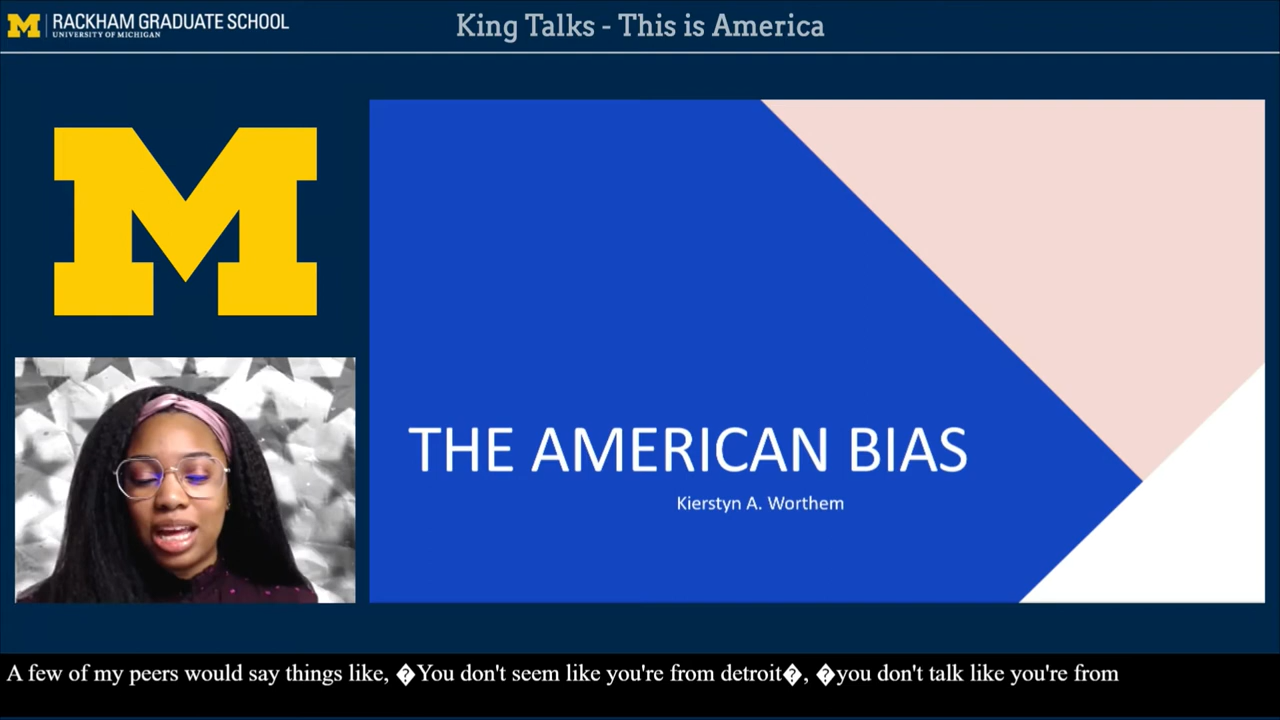 RACKHAM GRADUATE SCHOOL
UNIVERSITY OF MICHIGAN
King Talks - This is America
M
THE AMERICAN BIAS
Kierstyn A. Worthem
A few of my peers would say things like, �You don't seem like you're from detroit�, �you don't talk like you're from